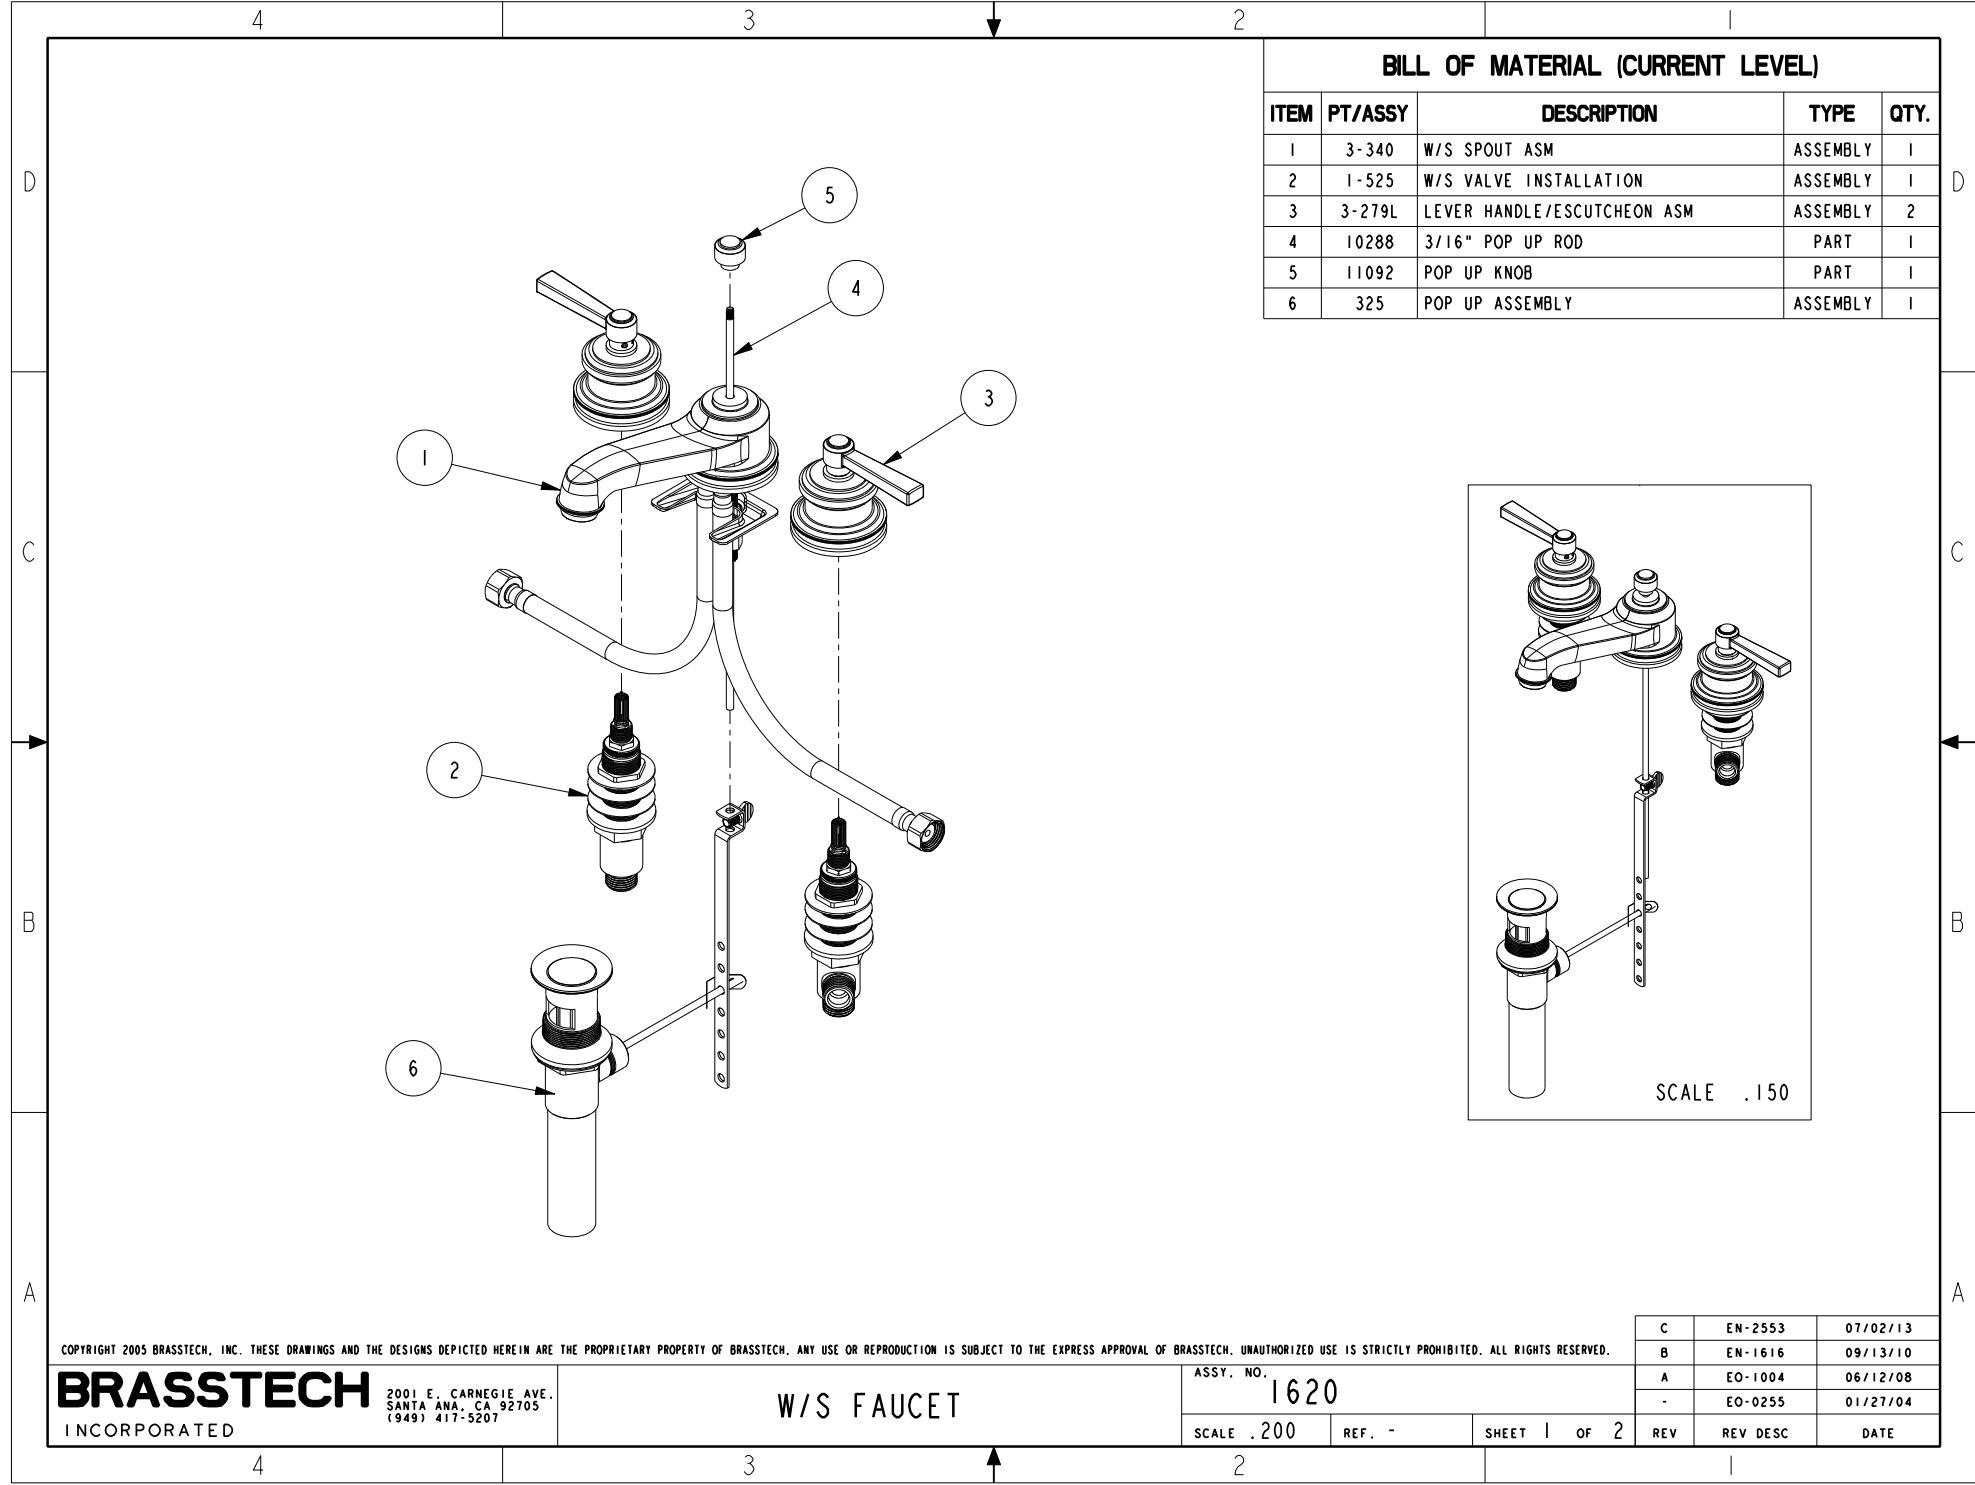 4 3 2 1
BILL OF MATERIAL (CURRENT LEVEL)
ITEM PT/ASSY DESCRIPTION TYPE QTY.
1 3-340 W/S SPOUT ASM ASSEMBLY 1
2 1-525 W/S VALVE INSTALLATION ASSEMBLY 1
3 3-279L LEVER HANDLE/ESCUTCHEON ASM ASSEMBLY 2
4 10288 3/16" POP UP ROD PART 1
5 11092 POP UP KNOB PART 1
6 325 POP UP ASSEMBLY ASSEMBLY 1
D D
5
4
3
1
C C
2
B B
6
SCALE .150
A A
COPYRIGHT 2005 BRASSTECH, INC. THESE DRAWINGS AND THE DESIGNS DEPICTED HEREIN ARE THE PROPRIETARY PROPERTY OF BRASSTECH. ANY USE OR REPRODUCTION IS SUBJECT TO THE EXPRESS APPROVAL OF BRASSTECH. UNAUTHORIZED USE IS STRICTLY PROHIBITED. ALL RIGHTS RESERVED.
BRASSTECH
INCORPORATED
2001 E. CARNEGIE AVE.
SANTA ANA, CA 92705
(949) 417-5207
W/S FAUCET
ASSY. NO.
1620
SCALE .200 REF. - SHEET 1 OF 2
C EN-2553 07/02/13
B EN-1616 09/13/10
A EO-1004 06/12/08
- EO-0255 01/27/04
REV REV DESC DATE
4 3 2 1